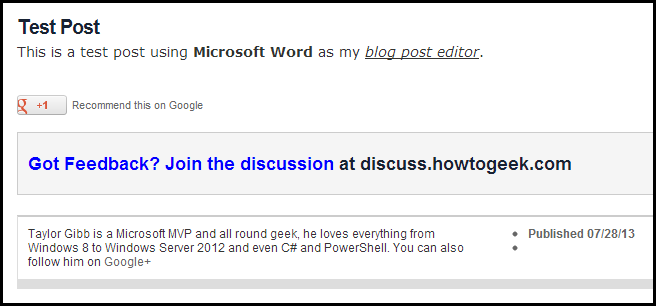 Test Post
This is a test post using Microsoft Word as my blog post editor.
g +1 Recommend this on Google
Got Feedback? Join the discussion at discuss.howtogeek.com
Taylor Gibb is a Microsoft MVP and all round geek, he loves everything from
Windows 8 to Windows Server 2012 and even C# and PowerShell. You can also
follow him on Google+
• Published 07/28/13
•